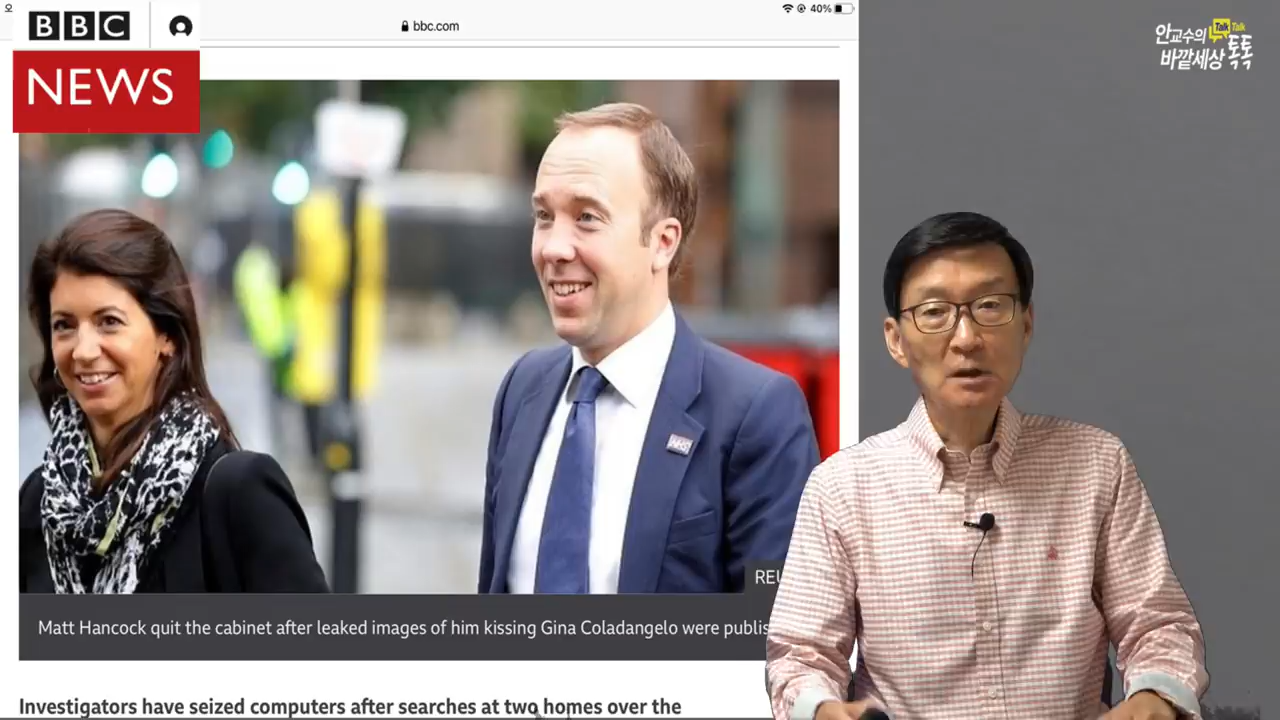 BBC
NEWS
bbc.com
40%
안교수의
Talk Talk
바깥세상
톡톡
NHS
REU
Matt Hancock quit the cabinet after leaked images of him kissing Gina Coladangelo were publis
Investigators have seized computers after searches at two homes over the